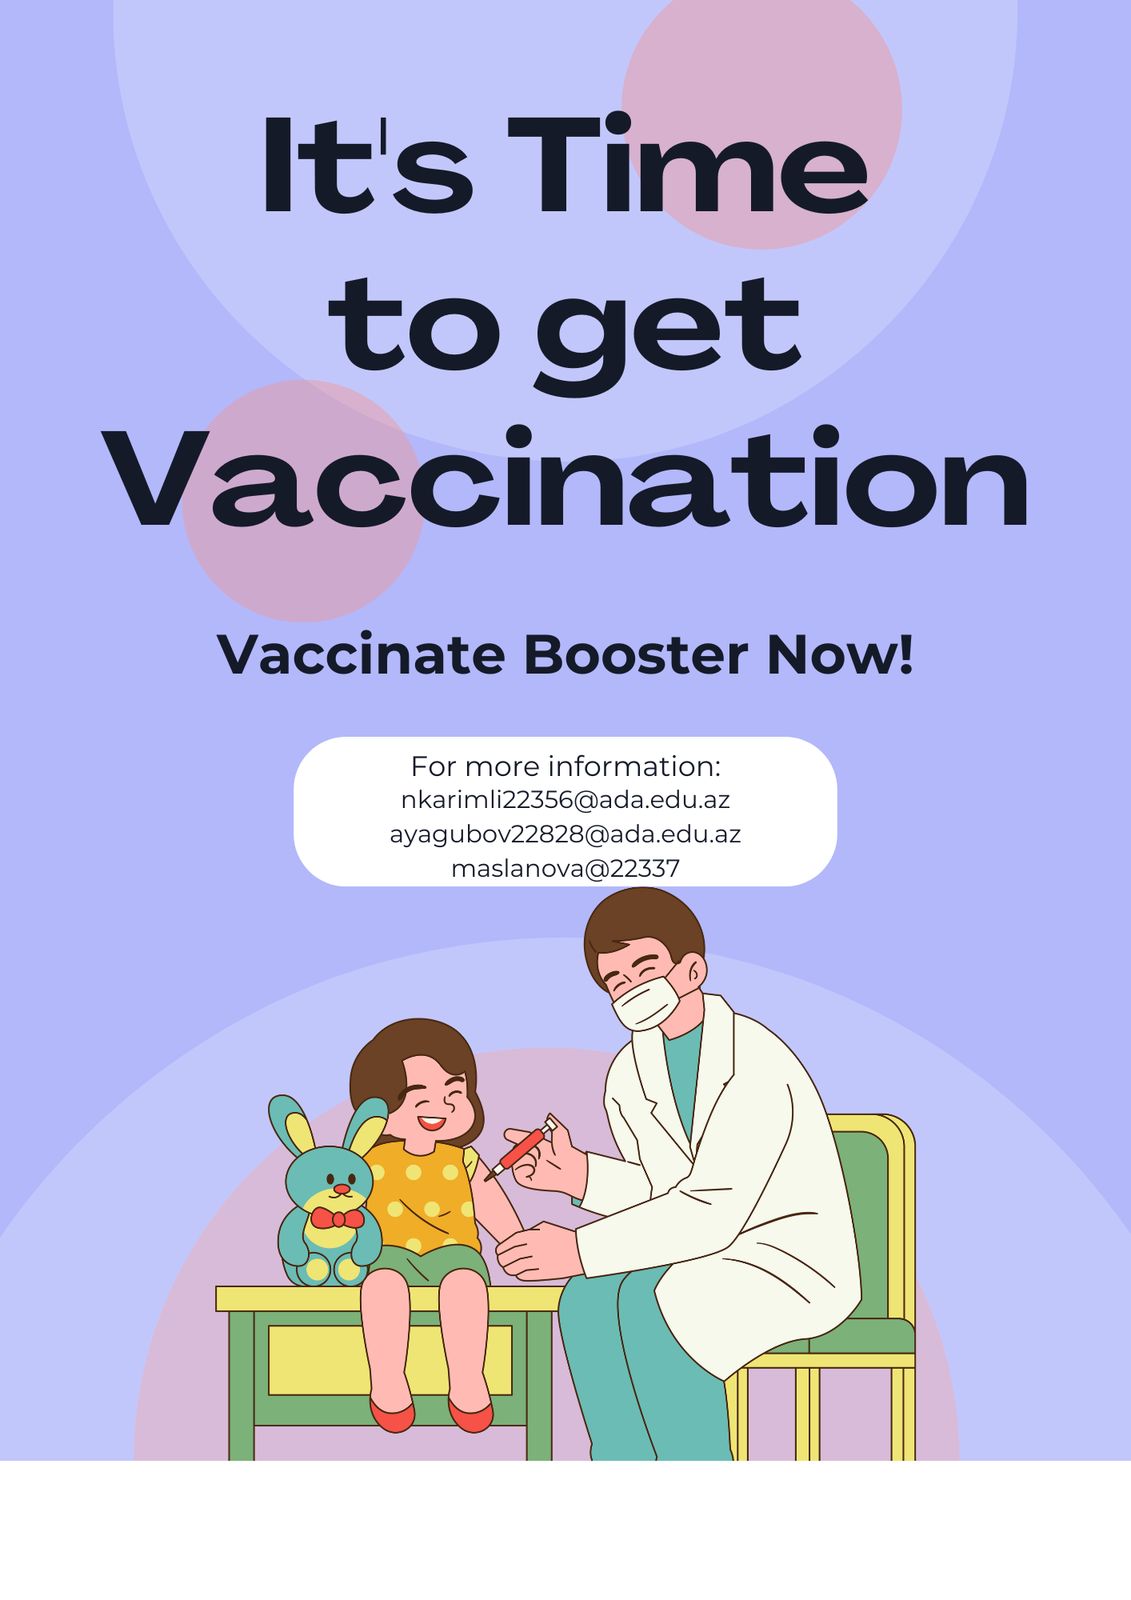 It's Time
to get
Vaccination
Vaccinate Booster Now!
For more information:
nkarimli22356@ada.edu.az
ayagubov22828@ada.edu.az
maslanova@22337